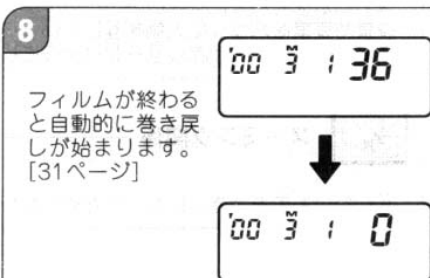 8
'00 3 1 36
フィルムが終わる
と自動的に巻き戻
しが始まります。
[31ページ]
'00 M3 1 0